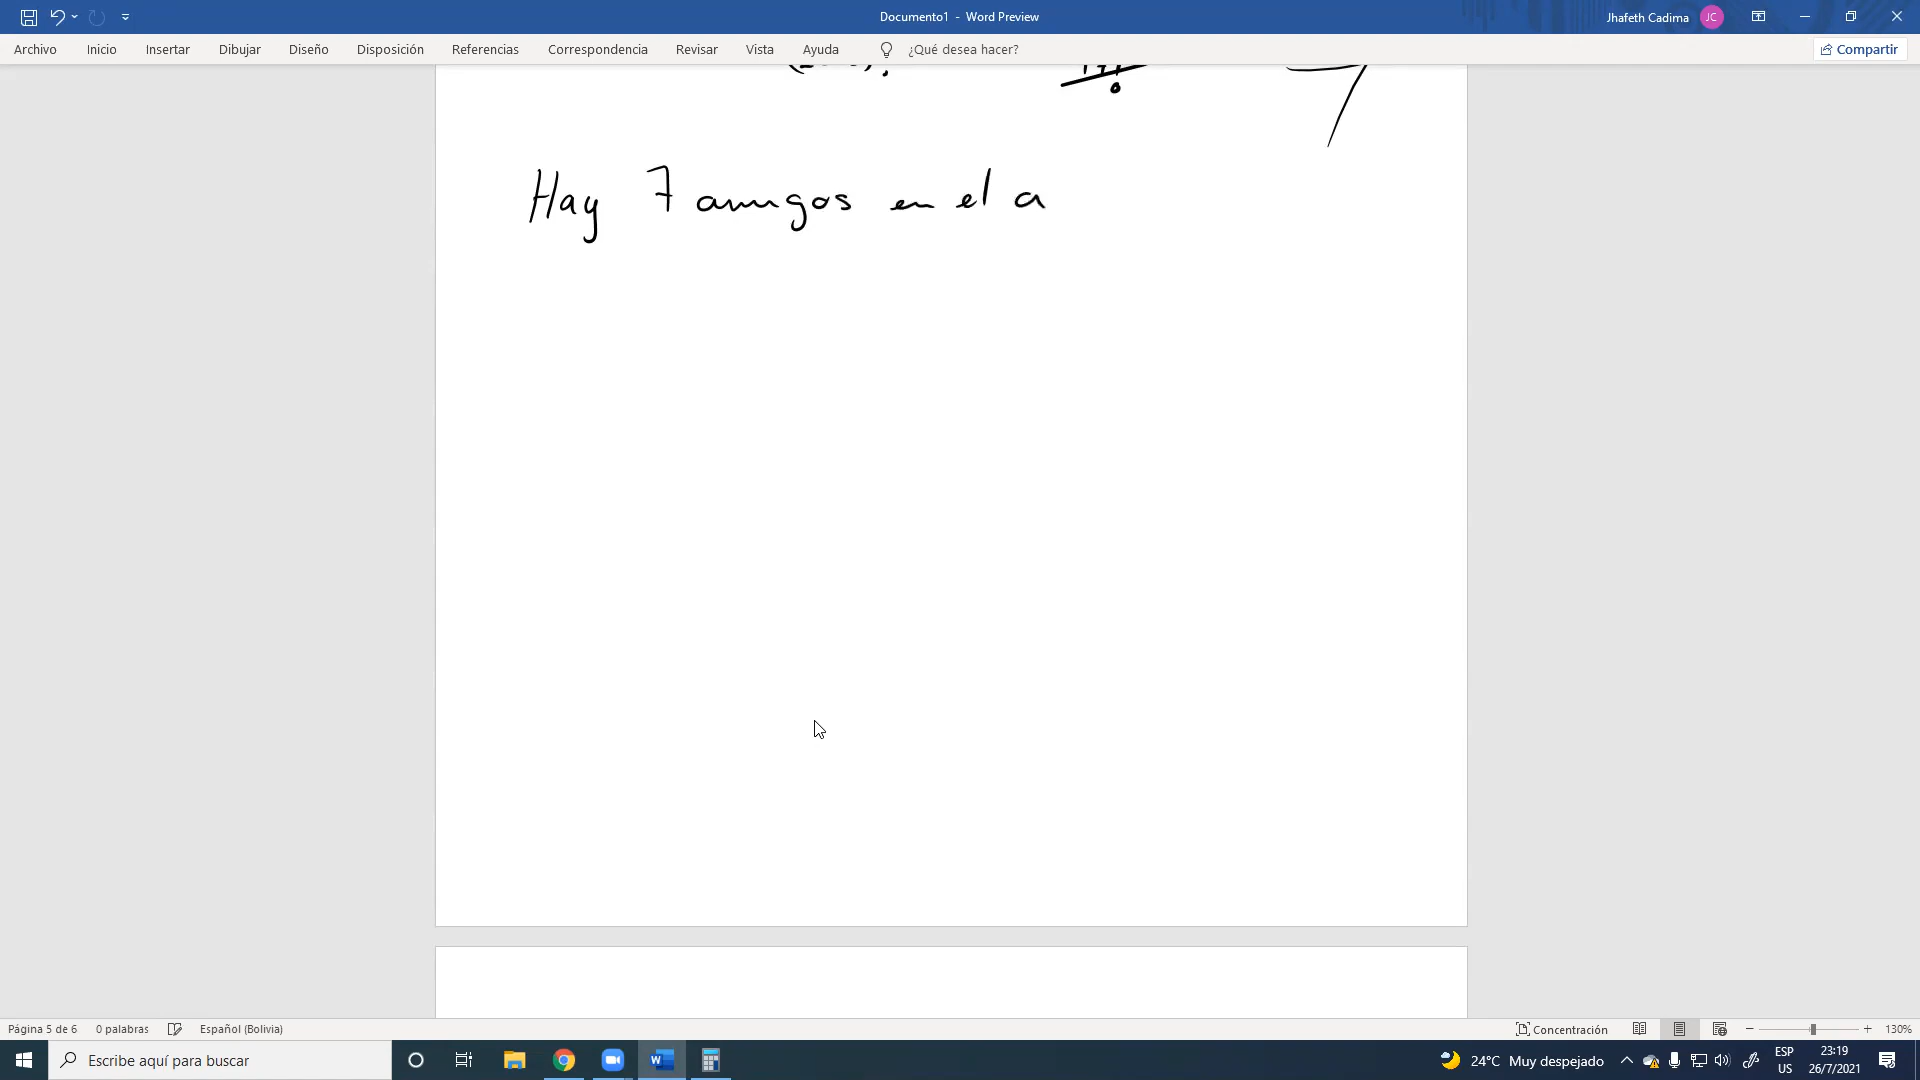 Documento1 - Word Preview
Jhafeth Cadima
JC
Archivo Inicio Insertar Dibujar Diseño Disposición Referencias Correspondencia Revisar Vista Ayuda ¿Qué desea hacer?
Compartir
Hay 7 amigos en el a
Página 5 de 6 0 palabras Español (Bolivia)
Concentración
130%
Escribe aquí para buscar
24°C Muy despejado
ESP
US
23:19
26/7/2021